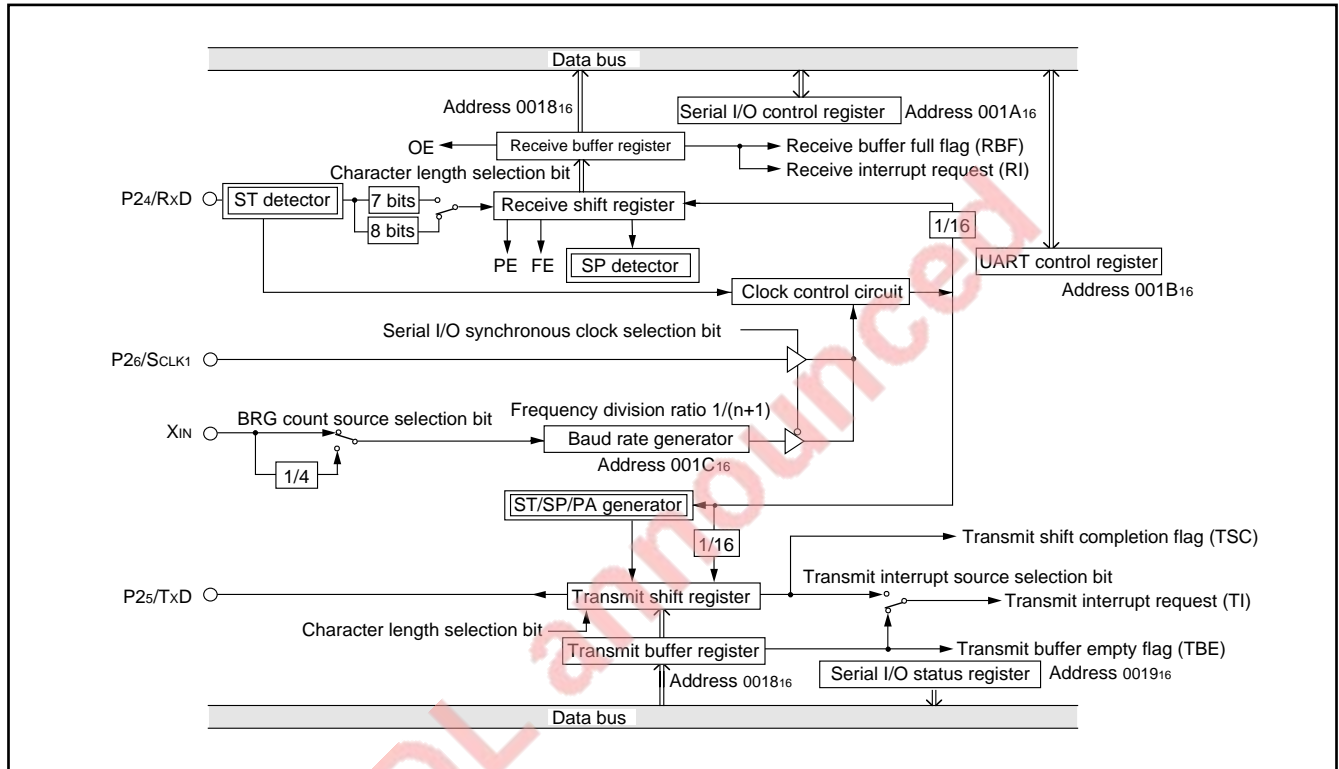 Data bus
Address 0018₁₆
Serial I/O control register
Address 001A₁₆
OE
Receive buffer register
Receive buffer full flag (RBF)
Receive interrupt request (RI)
Character length selection bit
P2₄/RxD
ST detector
7 bits
8 bits
Receive shift register
1/16
PE
FE
SP detector
UART control register
Address 001B₁₆
Clock control circuit
Serial I/O synchronous clock selection bit
P2₆/SCLK1
XIN
BRG count source selection bit
Frequency division ratio 1/(n+1)
Baud rate generator
Address 001C₁₆
1/4
ST/SP/PA generator
1/16
Transmit shift completion flag (TSC)
Transmit interrupt source selection bit
P2₅/TxD
Transmit shift register
Transmit interrupt request (TI)
Character length selection bit
Transmit buffer register
Transmit buffer empty flag (TBE)
Address 0018₁₆
Serial I/O status register
Address 0019₁₆
Data bus
OL announced